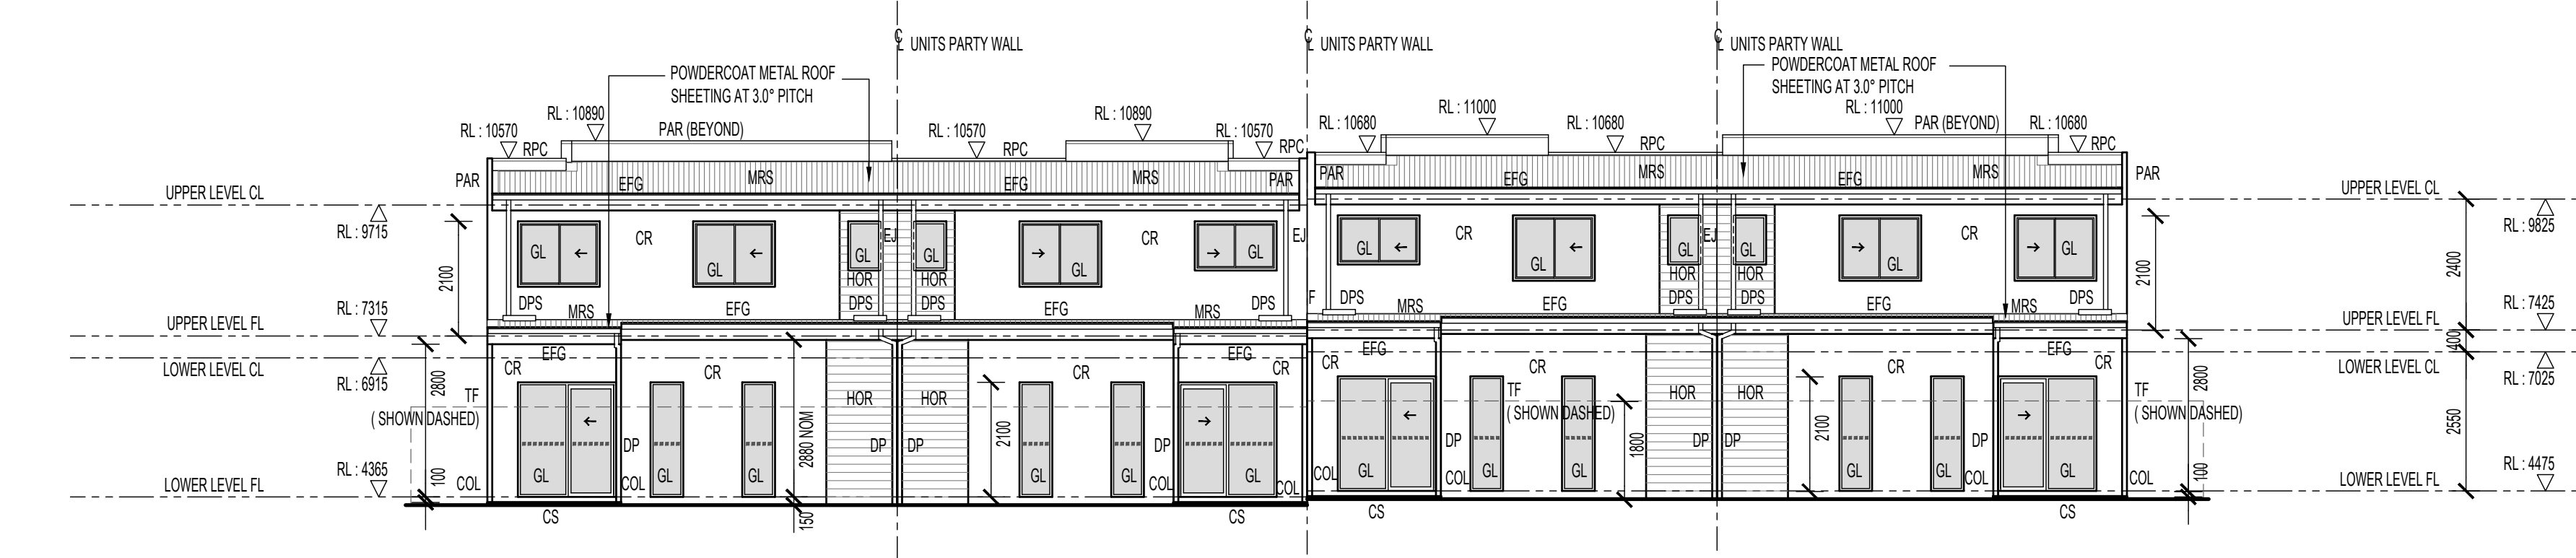 ℄ UNITS PARTY WALL
℄ UNITS PARTY WALL
℄ UNITS PARTY WALL
POWDERCOAT METAL ROOF
SHEETING AT 3.0° PITCH
POWDERCOAT METAL ROOF
SHEETING AT 3.0° PITCH
RL : 10570
RL : 10890
PAR (BEYOND)
RL : 10570
RL : 10890
RL : 10570
RL : 10680
RL : 11000
RL : 10680
RL : 11000
PAR (BEYOND)
RL : 10680
RPC
RPC
RPC
RPC
RPC
PAR
EFG
MRS
EFG
MRS
PAR
PAR
EFG
MRS
EFG
MRS
PAR
UPPER LEVEL CL
UPPER LEVEL CL
RL : 9715
RL : 9825
2100
GL
CR
GL
GL
EJ
GL
GL
CR
GL
EJ
GL
CR
GL
GL
EJ
GL
GL
CR
GL
2100
2400
HOR
HOR
HOR
HOR
RL : 7315
DPS
MRS
EFG
DPS
DPS
EFG
MRS
DPS
F
DPS
MRS
EFG
DPS
DPS
EFG
MRS
DPS
RL : 7425
UPPER LEVEL FL
UPPER LEVEL FL
400
LOWER LEVEL CL
LOWER LEVEL CL
RL : 6915
RL : 7025
EFG
CR
CR
CR
EFG
CR
CR
EFG
CR
CR
EFG
CR
2800
2800
TF
( SHOWN DASHED)
HOR
HOR
TF
( SHOWN DASHED)
HOR
HOR
TF
( SHOWN DASHED)
2880 NOM
2100
1800
2100
2550
DP
DP
DP
DP
DP
DP
DP
DP
RL : 4365
RL : 4475
100
100
GL
GL
GL
GL
GL
GL
GL
GL
GL
GL
GL
GL
COL
COL
COL
COL
COL
COL
COL
COL
LOWER LEVEL FL
LOWER LEVEL FL
CS
150
CS
CS
CS